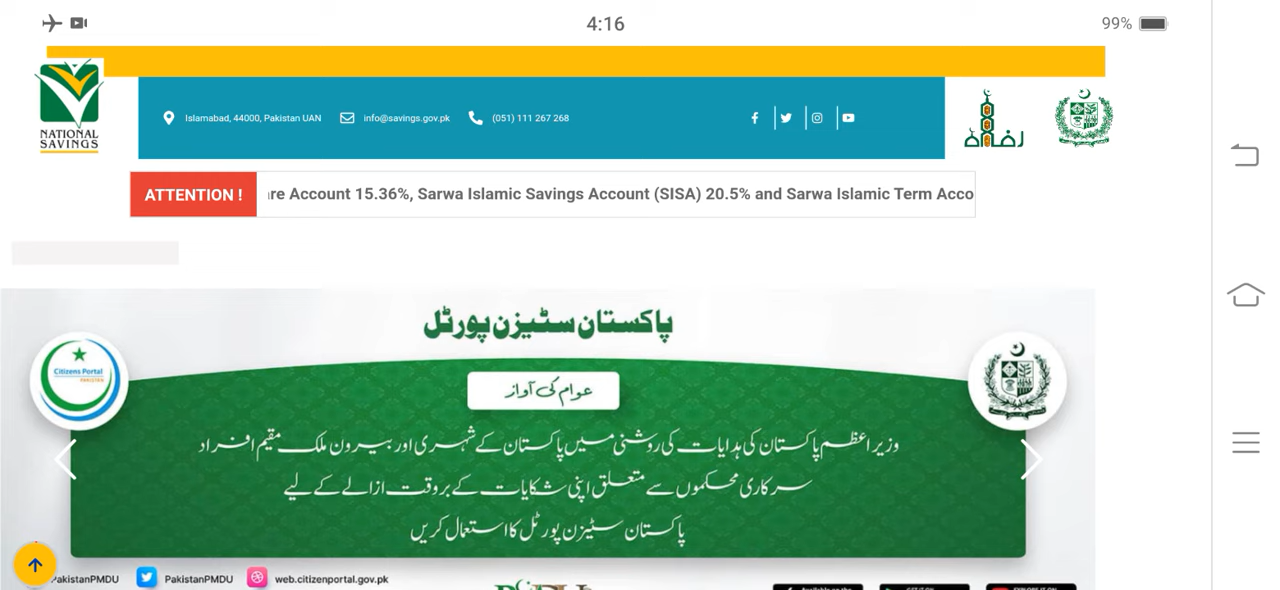 4:16
99%
NATIONAL
SAVINGS
Islamabad, 44000, Pakistan UAN
info@savings.gov.pk
(051) 111 267 268
رمضان
ATTENTION !
re Account 15.36%, Sarwa Islamic Savings Account (SISA) 20.5% and Sarwa Islamic Term Acco
پاکستان سٹیزن پورٹل
Citizens Portal
PAKISTAN
عوام کی آواز
وزیراعظم پاکستان کی ہدایات کی روشنی میں پاکستان کے شہری اور بیرون ملک مقیم افراد
سرکاری محکموں سے متعلق اپنی شکایات کے بروقت ازالے کے لیے
پاکستان سٹیزن پورٹل کا استعمال کریں
PakistanPMDU
PakistanPMDU
web.citizenportal.gov.pk